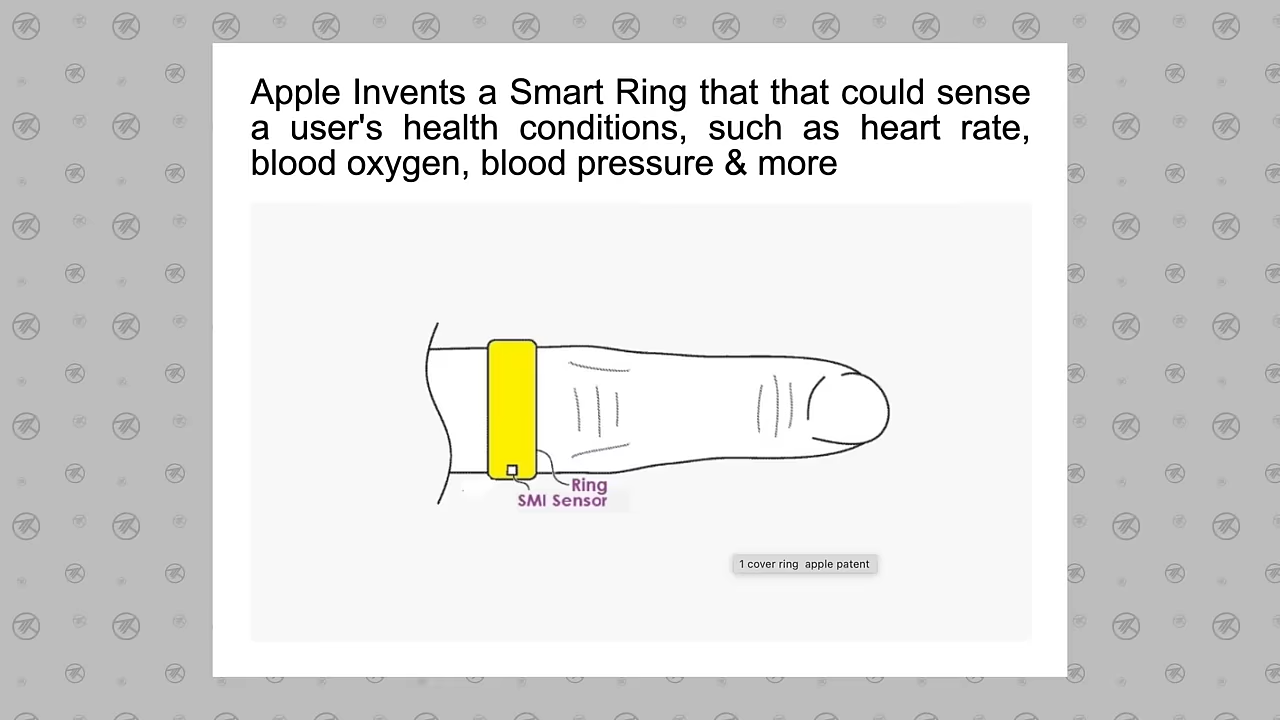 Apple Invents a Smart Ring that that could sense
a user's health conditions, such as heart rate,
blood oxygen, blood pressure & more
Ring
SMI Sensor
1 cover ring apple patent